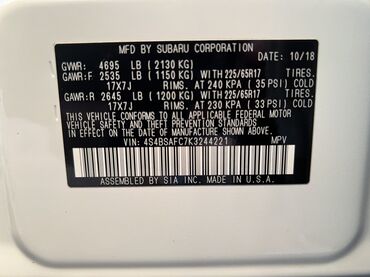 MFD BY SUBARU CORPORATION DATE: 10/18
GVWR: 4695 LB (2130 KG)
GAWR:F 2535 LB (1150 KG) WITH 225/65R17 TIRES.
17X7J RIMS. AT 240 KPA ( 35 PSI) COLD SINGLE
GAWR:R 2645 LB (1200 KG) WITH 225/65R17 TIRES.
17X7J RIMS. AT 230 KPA ( 33 PSI) COLD SINGLE
THIS VEHICLE CONFORMS TO ALL APPLICABLE
FEDERAL MOTOR VEHICLE SAFETY STANDARDS IN
EFFECT ON THE DATE OF MANUFACTURE SHOWN ABOVE.
VIN: 4S4BSAFC7K3244221 MPV
ASSEMBLED BY SIA INC. MADE IN U.S.A.